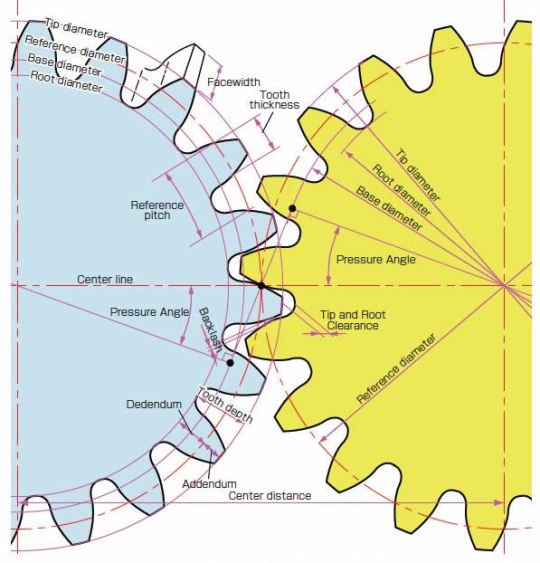 Tip diameter
Reference diameter
Base diameter
Root diameter
Facewidth
Tooth
thickness
Reference
pitch
Tip diameter
Root diameter
Base diameter
Pressure Angle
Center line
Pressure Angle
Backlash
Tip and Root
Clearance
Reference diameter
Tooth depth
Dedendum
Addendum
Center distance